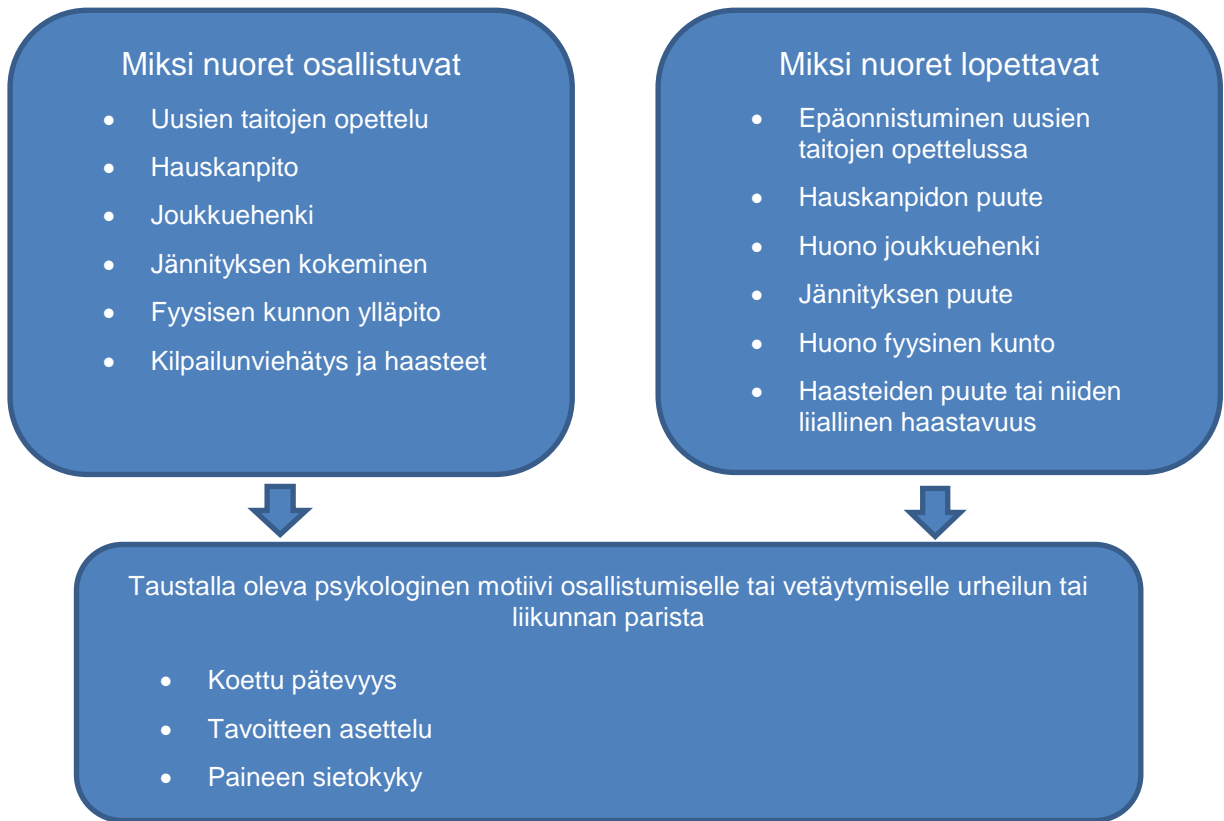 Miksi nuoret osallistuvat
• Uusien taitojen opettelu
• Hauskanpito
• Joukkuehenki
• Jännityksen kokeminen
• Fyysisen kunnon ylläpito
• Kilpailunviehätys ja haasteet
Miksi nuoret lopettavat
• Epäonnistuminen uusien
taitojen opettelussa
• Hauskanpidon puute
• Huono joukkuehenki
• Jännityksen puute
• Huono fyysinen kunto
• Haasteiden puute tai niiden
liiallinen haastavuus
Taustalla oleva psykologinen motiivi osallistumiselle tai vetäytymiselle urheilun tai
liikunnan parista
• Koettu pätevyys
• Tavoitteen asettelu
• Paineen sietokyky